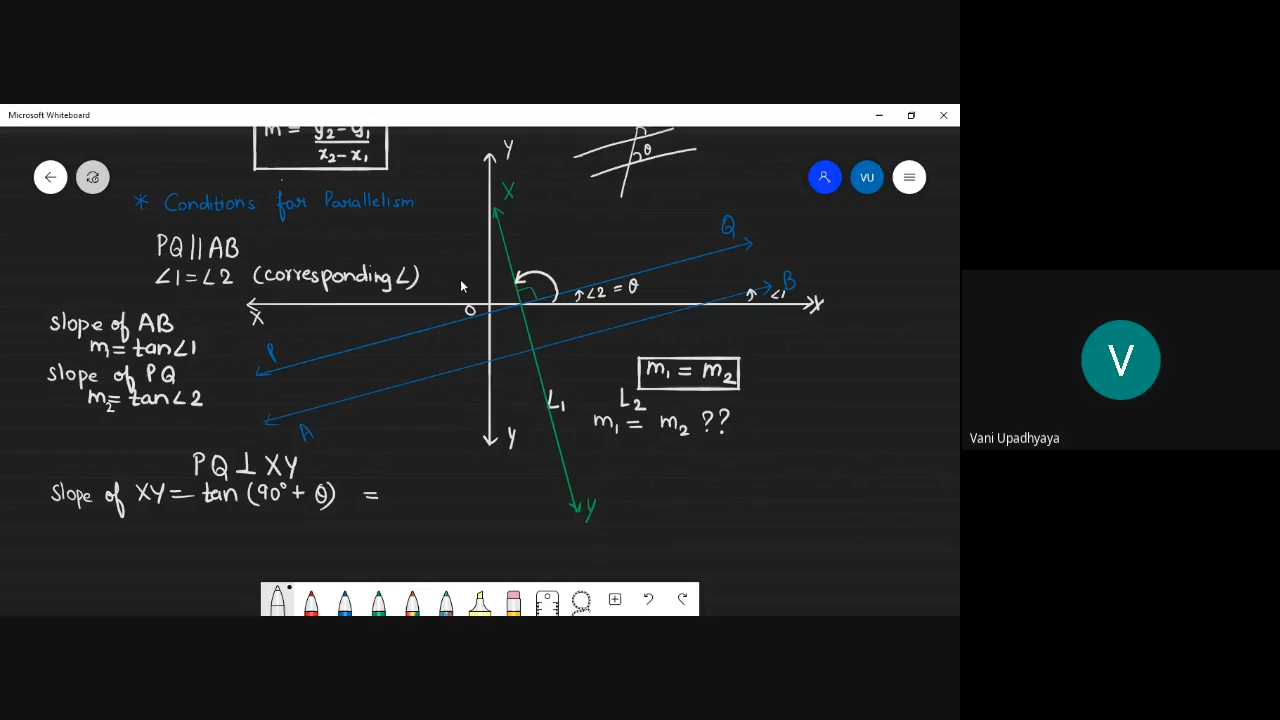 Microsoft Whiteboard
m = y₂-y₁
x₂-x₁
Y
θ
VU
* Conditions for Parallelism
X
Q
PQ || AB
∠1 = ∠2 (corresponding ∠)
↑∠2 = θ
B
↑ ∠1
X
O
X
slope of AB
m₁ = tan∠1
P
m₁ = m₂
slope of PQ
m₂ = tan∠2
L₁
L₂
m₁ = m₂ ??
A
Y
V
Vani Upadhyaya
PQ ⊥ XY
slope of XY = tan (90° + θ) =
Y